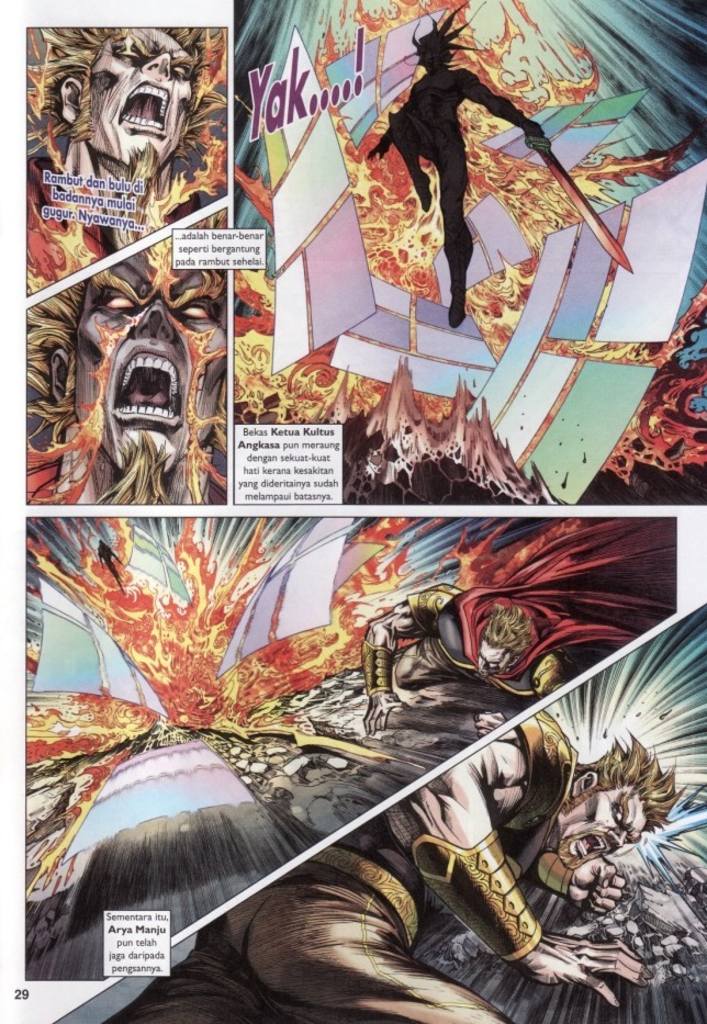 Rambut dan bulu di
badannya mulai
gugur. Nyawanya...
...adalah benar-benar
seperti bergantung
pada rambut sehelai.
Yak.....!
Bekas Ketua Kultus
Angkasa pun meraung
dengan sekuat-kuat
hati kerana kesakitan
yang dideritainya sudah
melampaui batasnya.
Sementara itu,
Arya Manju
pun telah
jaga daripada
pengsannya.
29